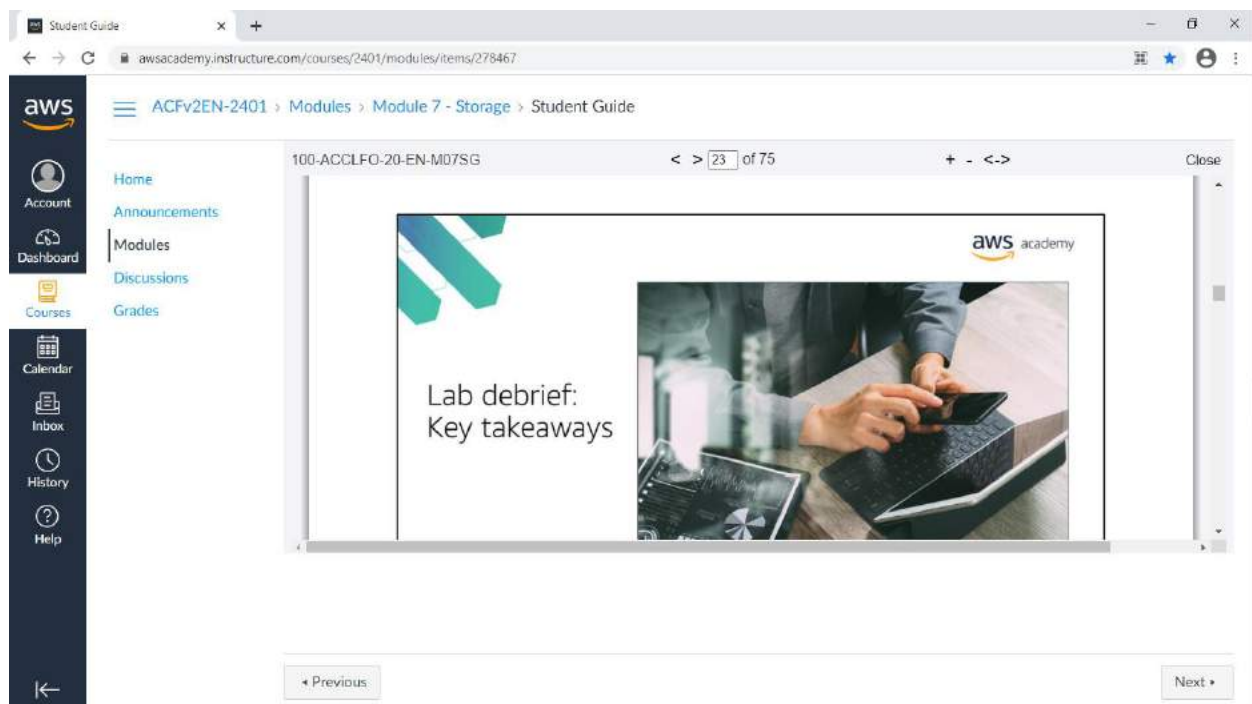 Student Guide
awsacademy.instructure.com/courses/2401/modules/items/278467
aws
ACFv2EN-2401 > Modules > Module 7 - Storage > Student Guide
Account
Dashboard
Courses
Calendar
Inbox
History
Help
Home
Announcements
Modules
Discussions
Grades
100-ACCLFO-20-EN-M07SG < > 23 of 75 + - <-> Close
aws academy
Lab debrief:
Key takeaways
◂ Previous
Next ▸